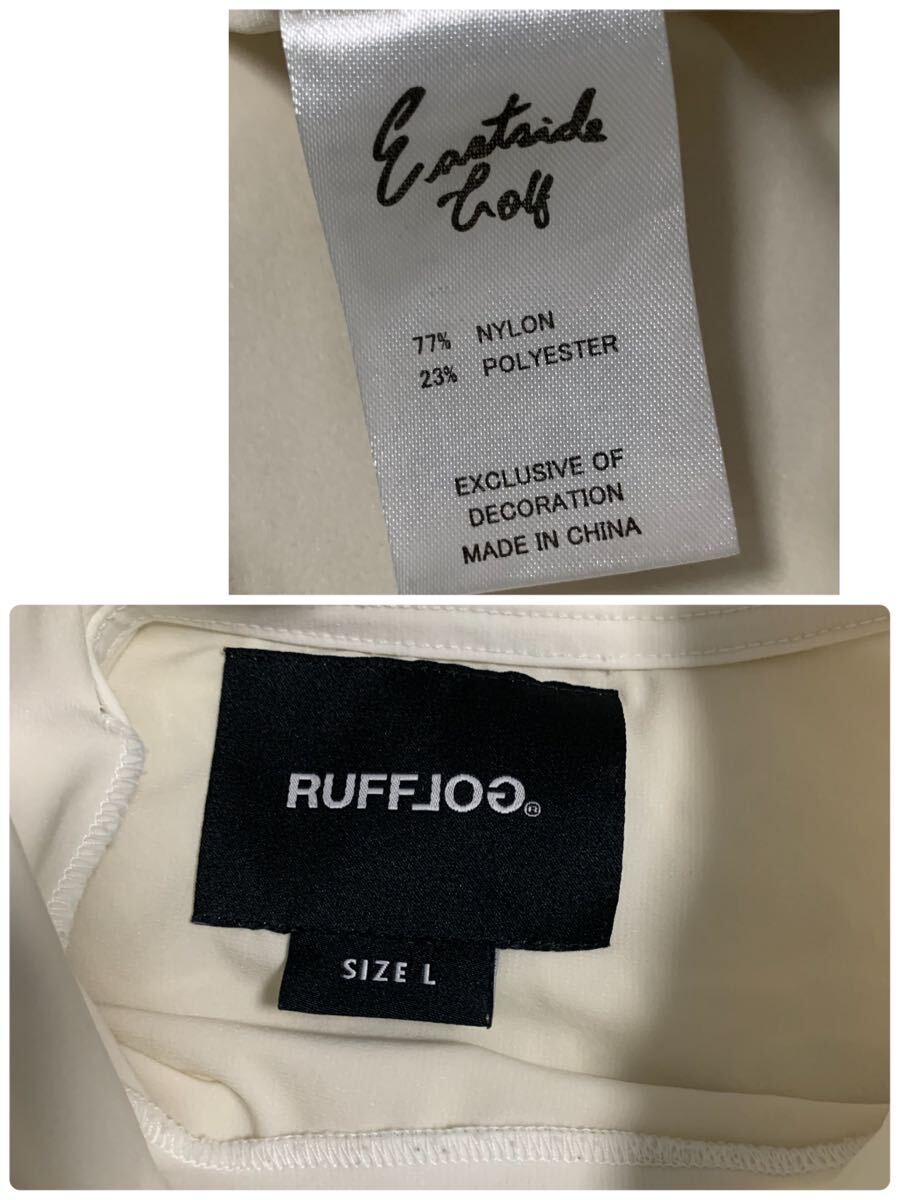 Eastside
Golf
77% NYLON
23% POLYESTER
EXCLUSIVE OF
DECORATION
MADE IN CHINA
RUFFLOG®
SIZE L